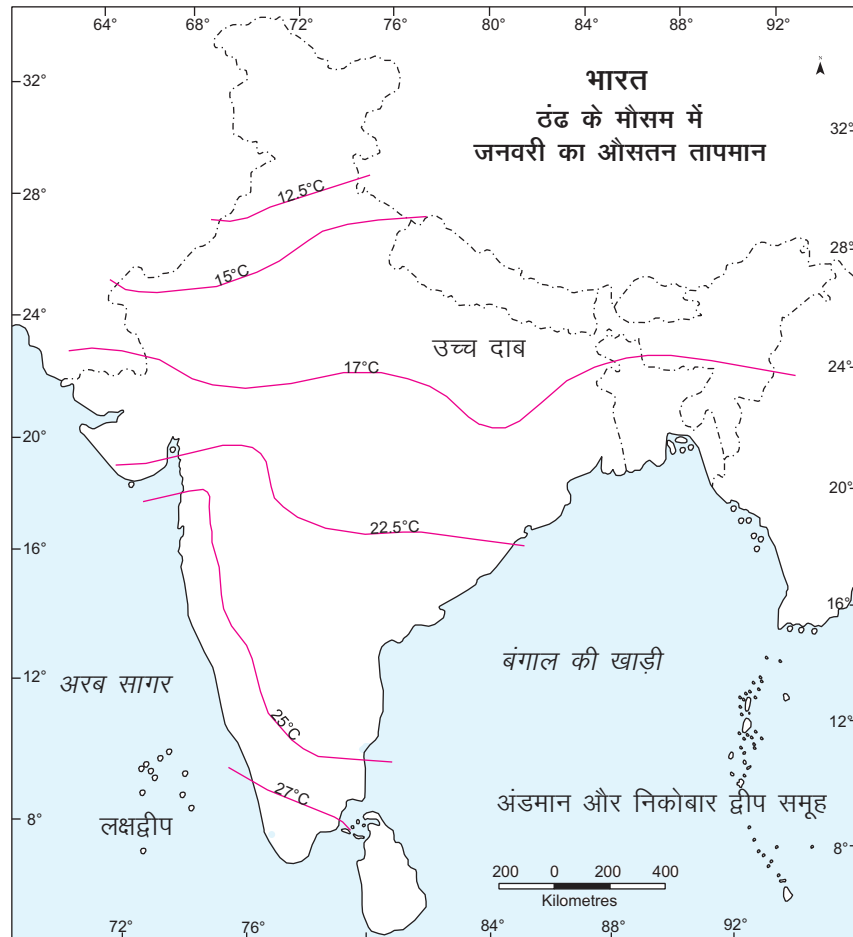 64° 68° 72° 76° 80° 84° 88° 92°
N
भारत
ठंढ के मौसम में
जनवरी का औसतन तापमान
32°
32°
28°
12.5°C
28°
15°C
24°
उच्च दाब
17°C
24°
20°
20°
22.5°C
16°
16°
बंगाल की खाड़ी
अरब सागर
12°
12°
25°C
27°C
अंडमान और निकोबार द्वीप समूह
लक्षद्वीप
8°
8°
200 0 200 400
Kilometres
72° 76° 84° 88° 92°